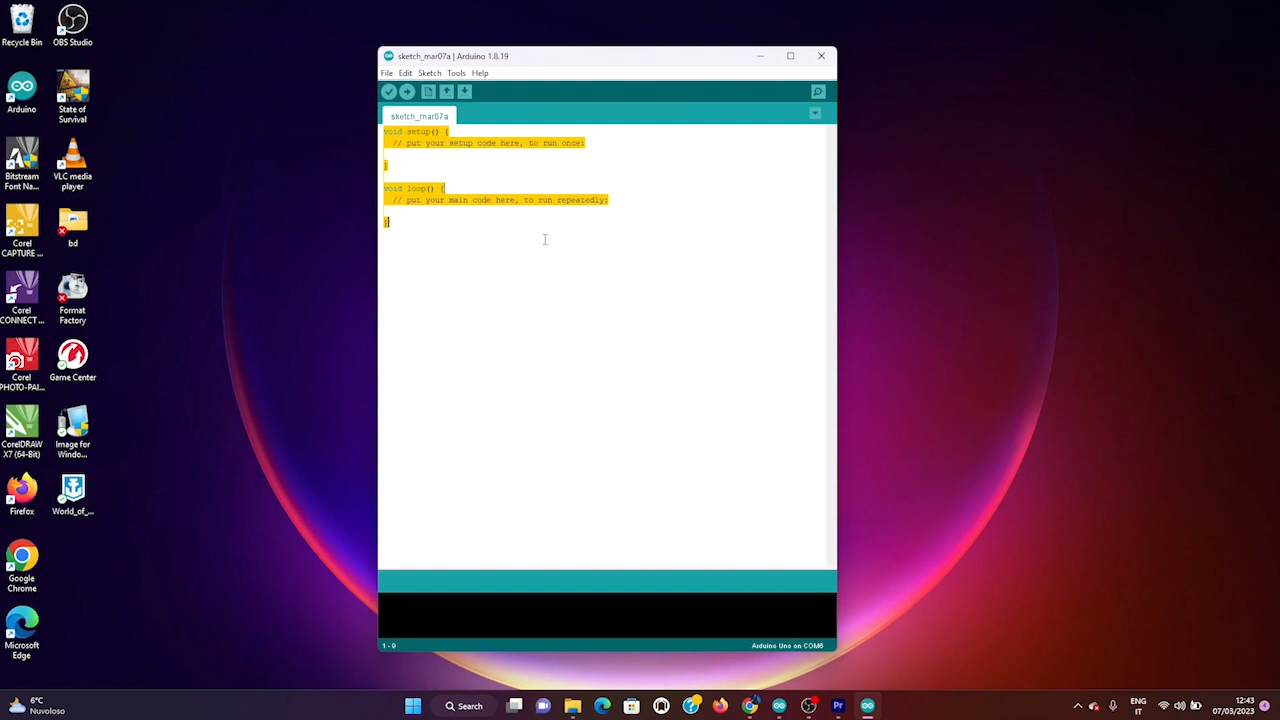 Recycle Bin
OBS Studio
Arduino
State of
Survival
Bitstream
Font Na...
VLC media
player
Corel
CAPTURE ...
bd
Corel
CONNECT ...
Format
Factory
Corel
PHOTO-PAI...
Game Center
CorelDRAW
X7 (64-Bit)
Image for
Windo...
Firefox
World_of_...
Google
Chrome
Microsoft
Edge
sketch_mar07a | Arduino 1.8.19
File Edit Sketch Tools Help
sketch_mar07a
void setup() {
// put your setup code here, to run once:
}
void loop() {
// put your main code here, to run repeatedly:
}
1 - 9
Arduino Uno on COM6
6°C
Nuvoloso
Search
Pr
ENG
IT
12:43
07/03/2023